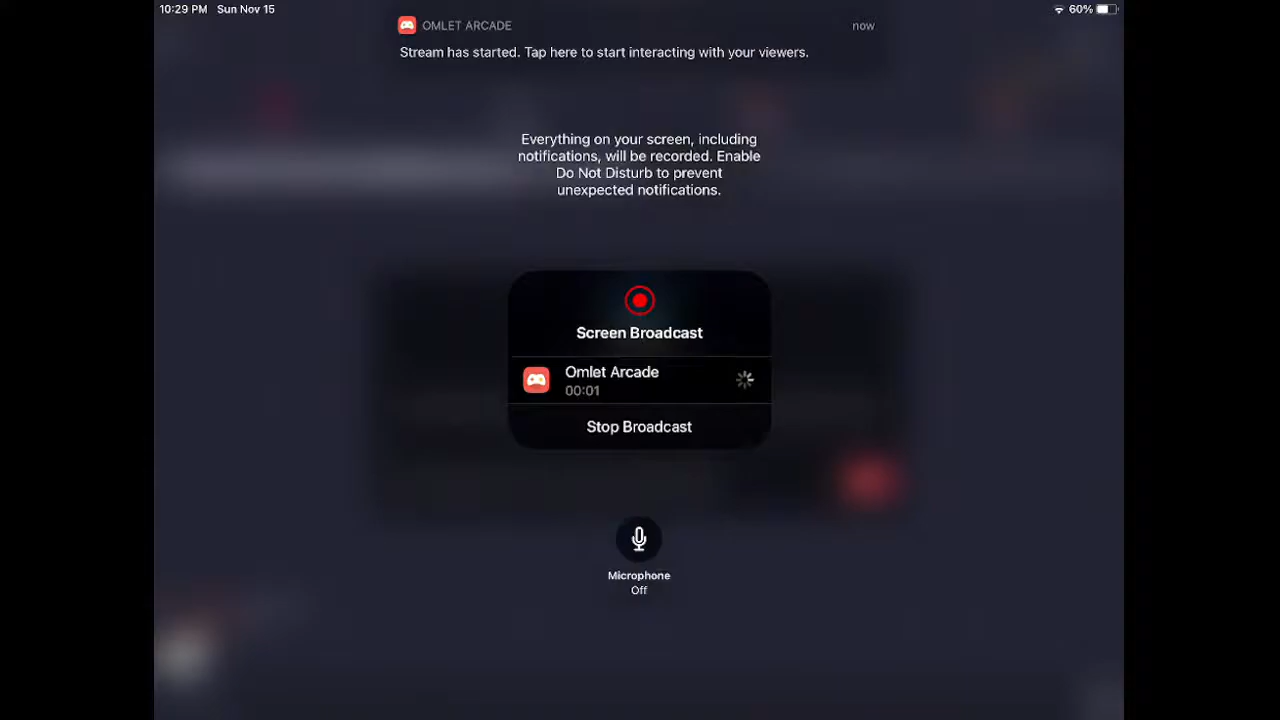 10:29 PM Sun Nov 15
60%
OMLET ARCADE
now
Stream has started. Tap here to start interacting with your viewers.
Everything on your screen, including
notifications, will be recorded. Enable
Do Not Disturb to prevent
unexpected notifications.
Screen Broadcast
Omlet Arcade
00:01
Stop Broadcast
Microphone
Off